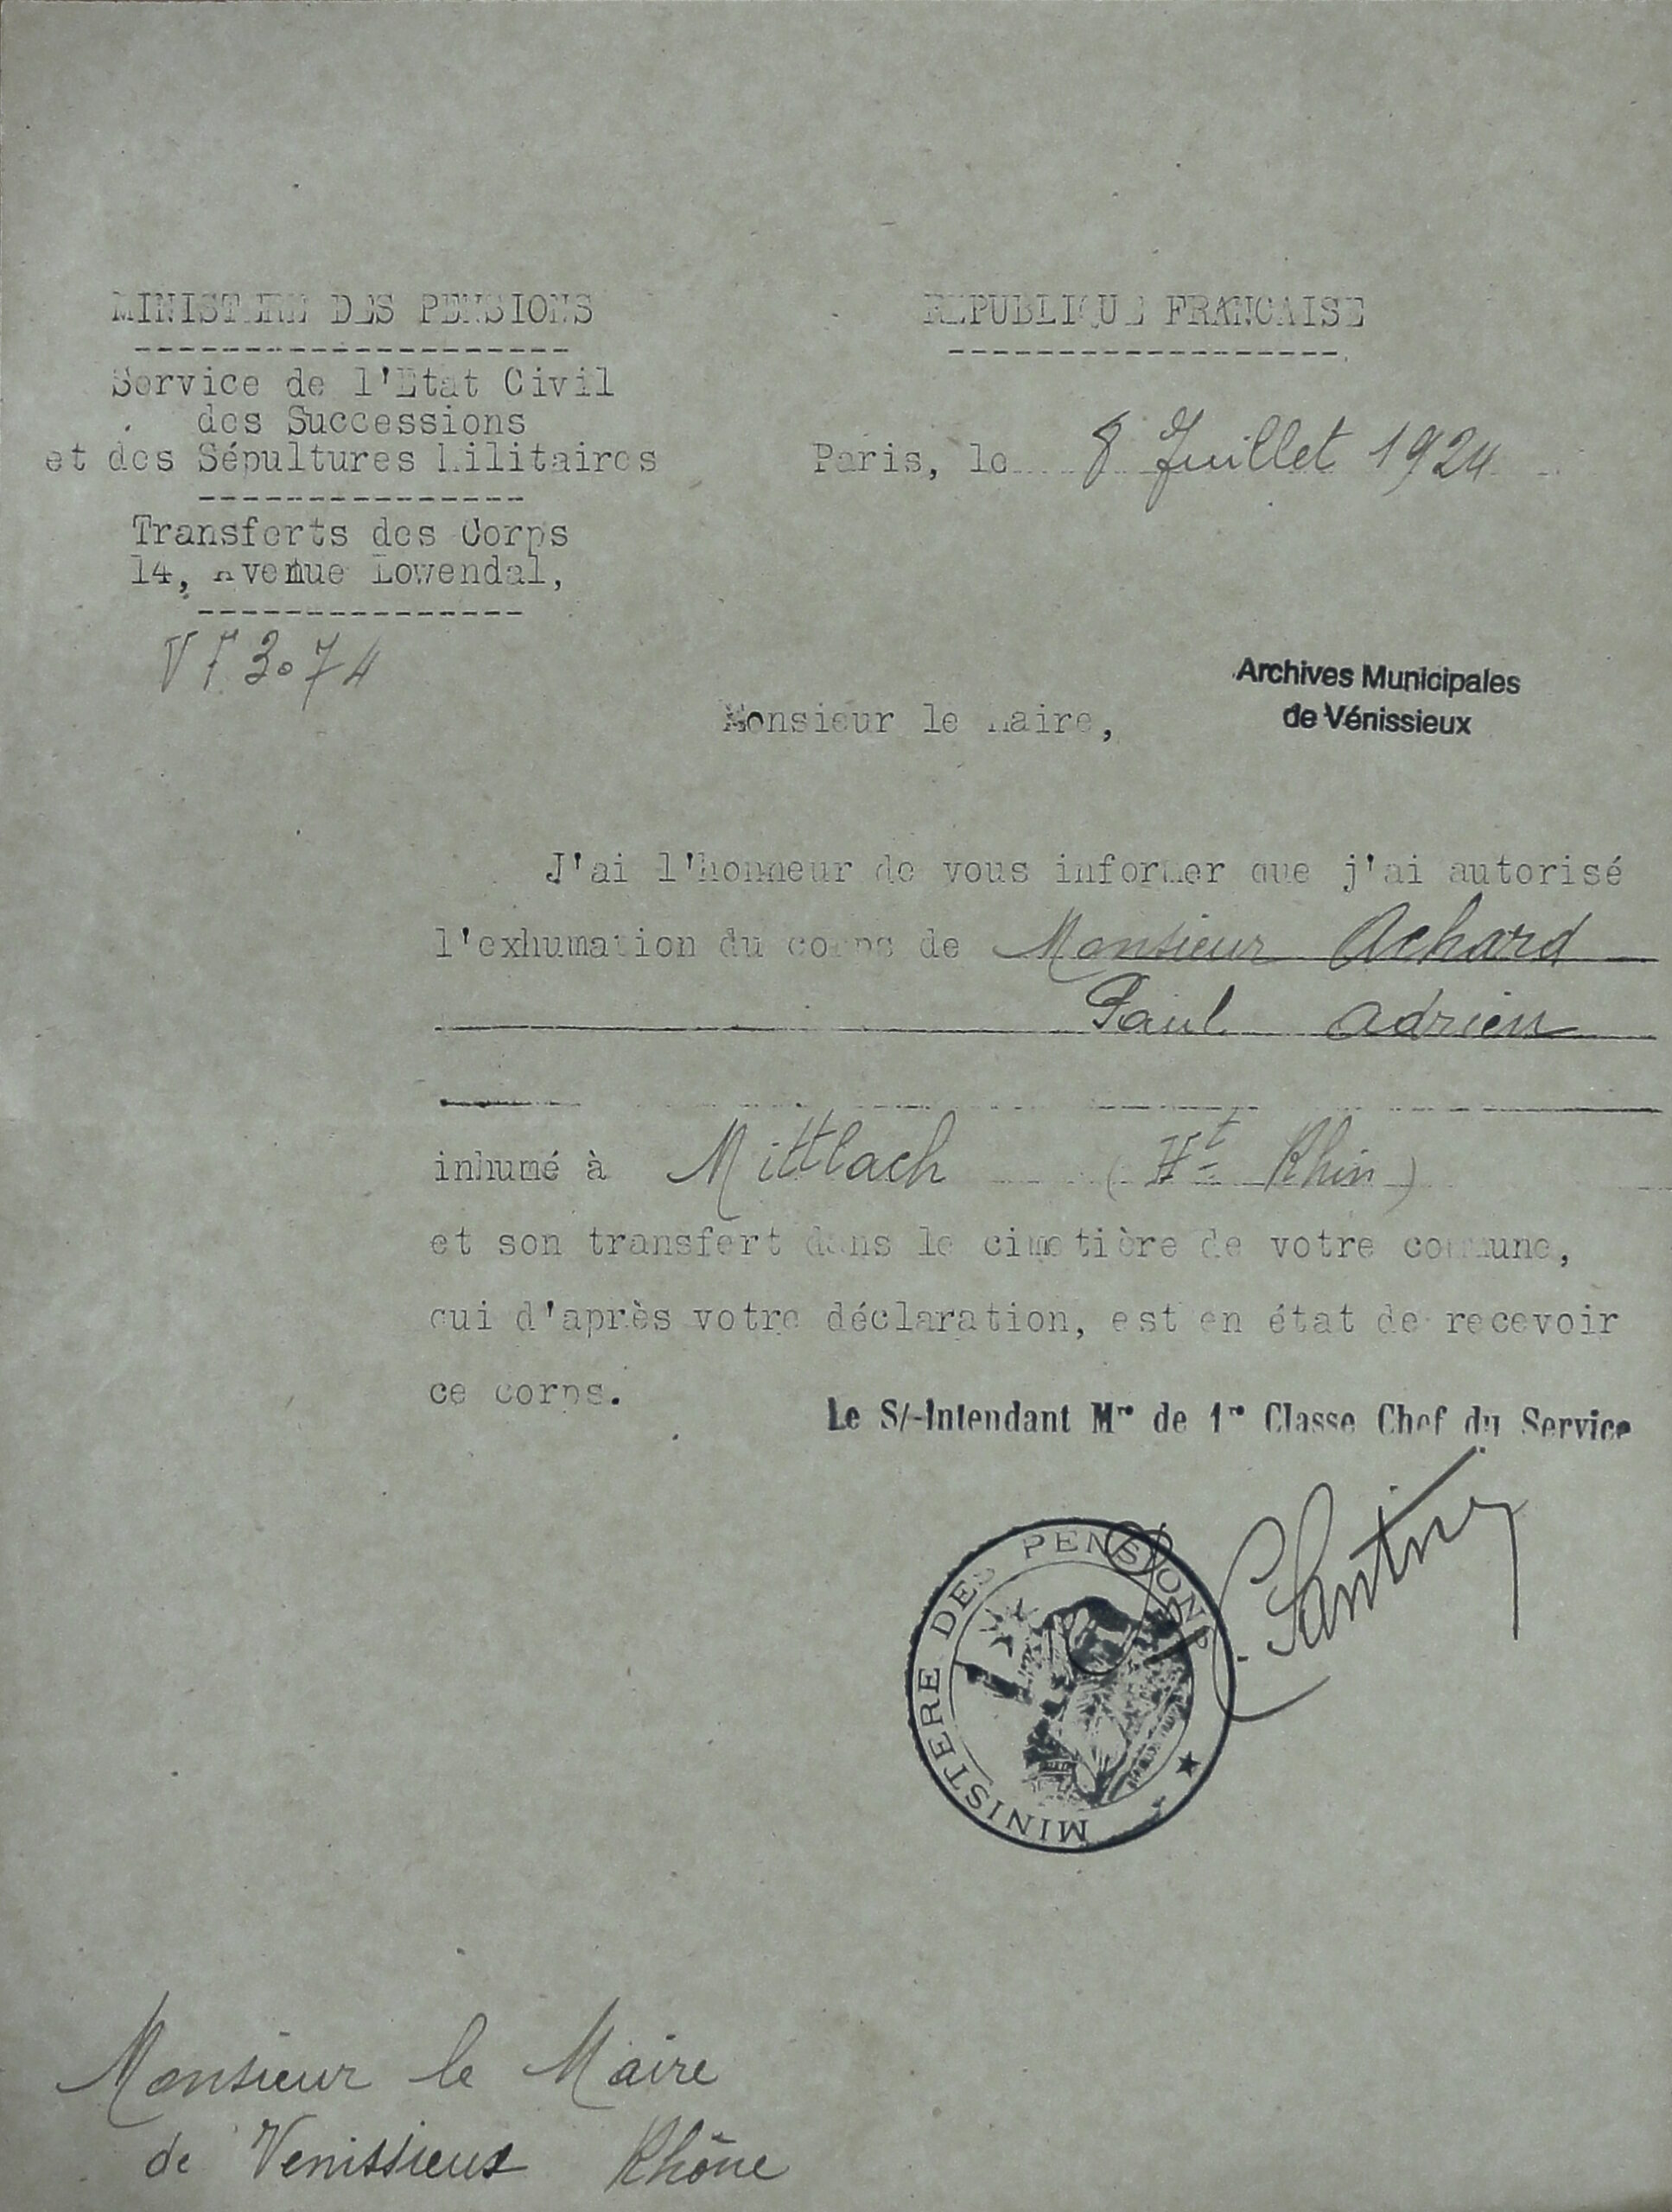 MINISTERE DES PENSIONS
Service de l'Etat Civil
des Successions
et des Sépultures Militaires
Transferts des Corps
14, Avenue Lowendal,
VF 3074
REPUBLIQUE FRANCAISE
Paris, le 8 Juillet 1924
Archives Municipales
de Vénissieux
Monsieur le Maire,
J'ai l'honneur de vous informer que j'ai autorisé
l'exhumation du corps de Monsieur Achard
Paul Adrien
inhumé à Mittlach (Ht Rhin)
et son transfert dans le cimetière de votre commune,
qui d'après votre déclaration, est en état de recevoir
ce corps.
Le S/-Intendant Mre de 1re Classe Chef du Service
MINISTERE DES PENSIONS
Monsieur le Maire
de Venissieux Rhône